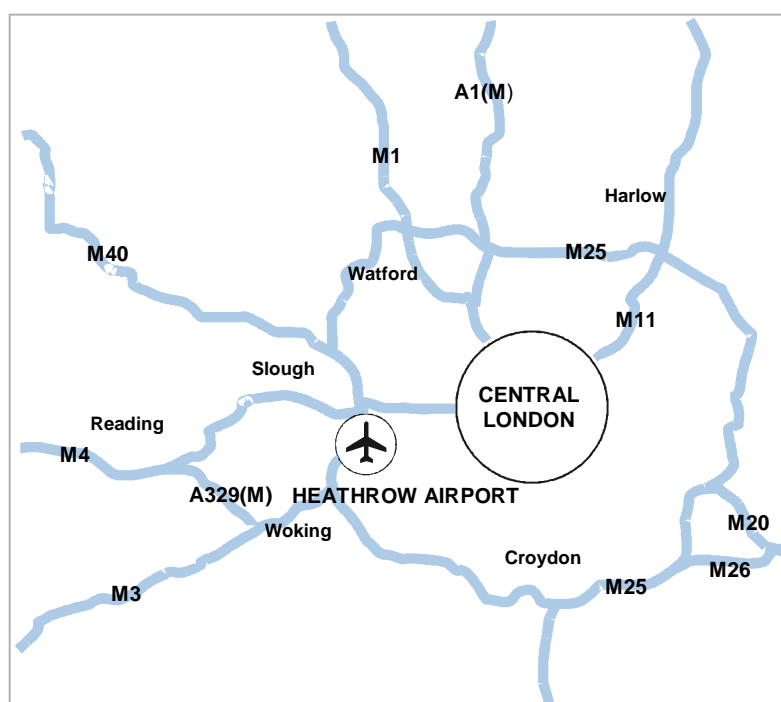 A1(M)
M1
Harlow
M40
M25
Watford
M11
Slough
CENTRAL
LONDON
Reading
M4
A329(M)
HEATHROW AIRPORT
M20
Woking
Croydon
M26
M3
M25